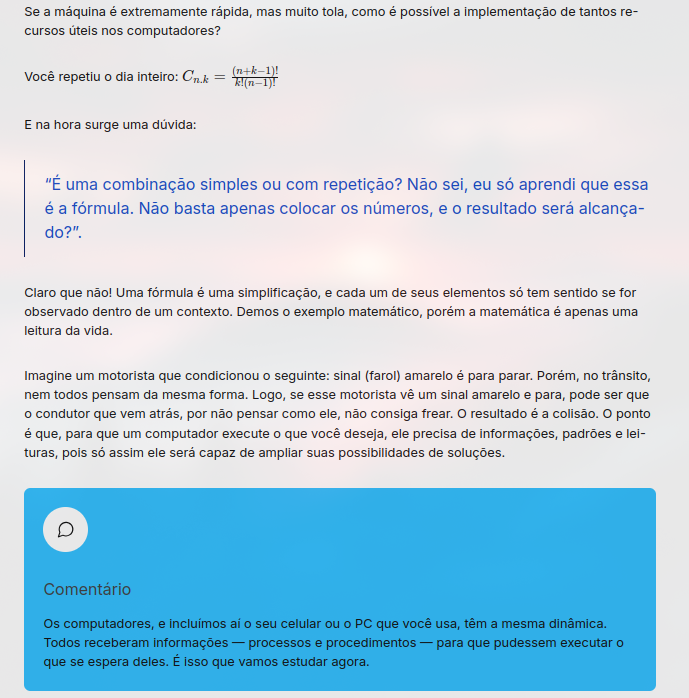 Se a máquina é extremamente rápida, mas muito tola, como é possível a implementação de tantos re-
cursos úteis nos computadores?
Você repetiu o dia inteiro: C_{n.k} = \frac{(n+k−1)!}{k!(n−1)!}
E na hora surge uma dúvida:
“É uma combinação simples ou com repetição? Não sei, eu só aprendi que essa
é a fórmula. Não basta apenas colocar os números, e o resultado será alcança-
do?”.
Claro que não! Uma fórmula é uma simplificação, e cada um de seus elementos só tem sentido se for
observado dentro de um contexto. Demos o exemplo matemático, porém a matemática é apenas uma
leitura da vida.
Imagine um motorista que condicionou o seguinte: sinal (farol) amarelo é para parar. Porém, no trânsito,
nem todos pensam da mesma forma. Logo, se esse motorista vê um sinal amarelo e para, pode ser que
o condutor que vem atrás, por não pensar como ele, não consiga frear. O resultado é a colisão. O ponto
é que, para que um computador execute o que você deseja, ele precisa de informações, padrões e lei-
turas, pois só assim ele será capaz de ampliar suas possibilidades de soluções.
Comentário
Os computadores, e incluímos aí o seu celular ou o PC que você usa, têm a mesma dinâmica.
Todos receberam informações — processos e procedimentos — para que pudessem executar o
que se espera deles. É isso que vamos estudar agora.